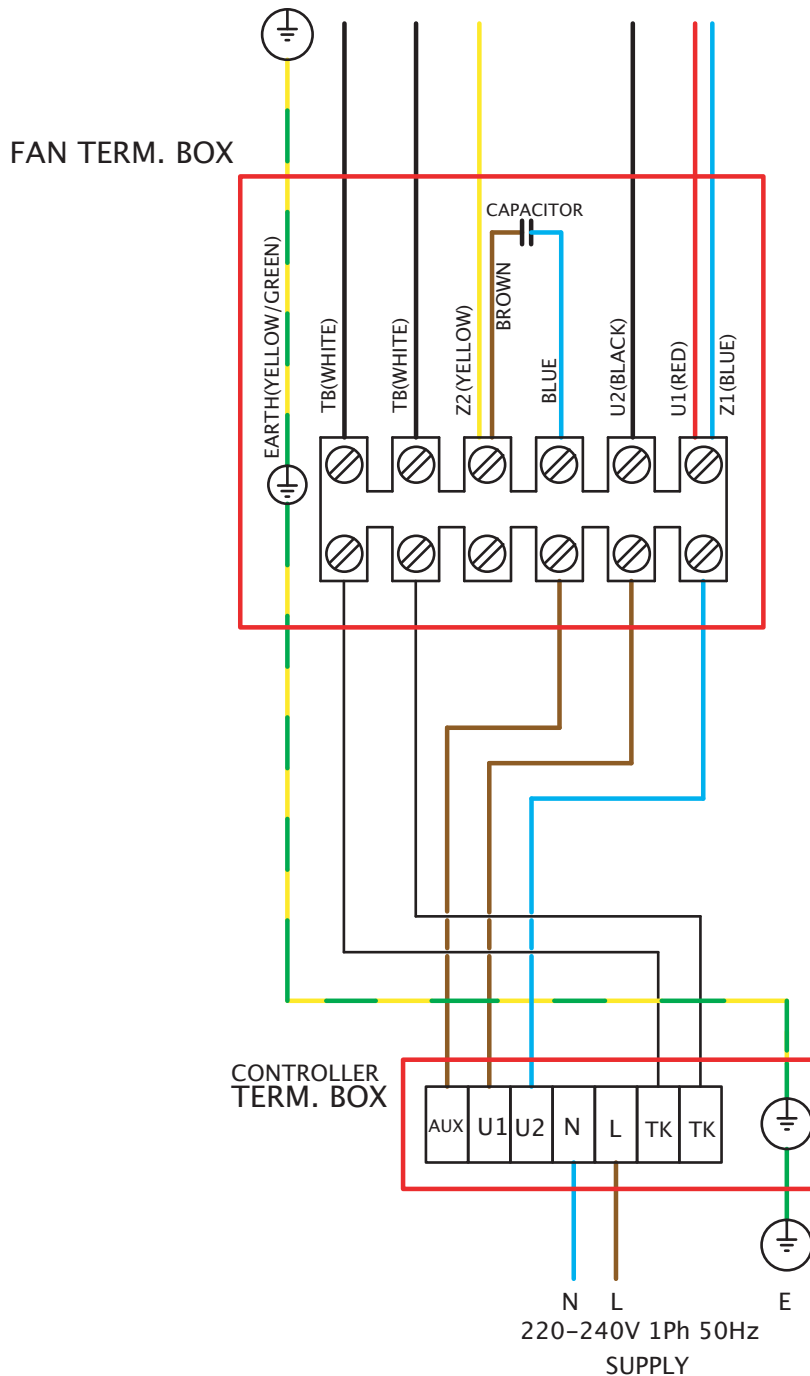 FAN TERM. BOX
CAPACITOR
EARTH(YELLOW/GREEN)
TB(WHITE)
TB(WHITE)
Z2(YELLOW)
BROWN
BLUE
U2(BLACK)
U1(RED)
Z1(BLUE)
CONTROLLER
TERM. BOX
AUX U1 U2 N L TK TK
N L E
220-240V 1Ph 50Hz
SUPPLY